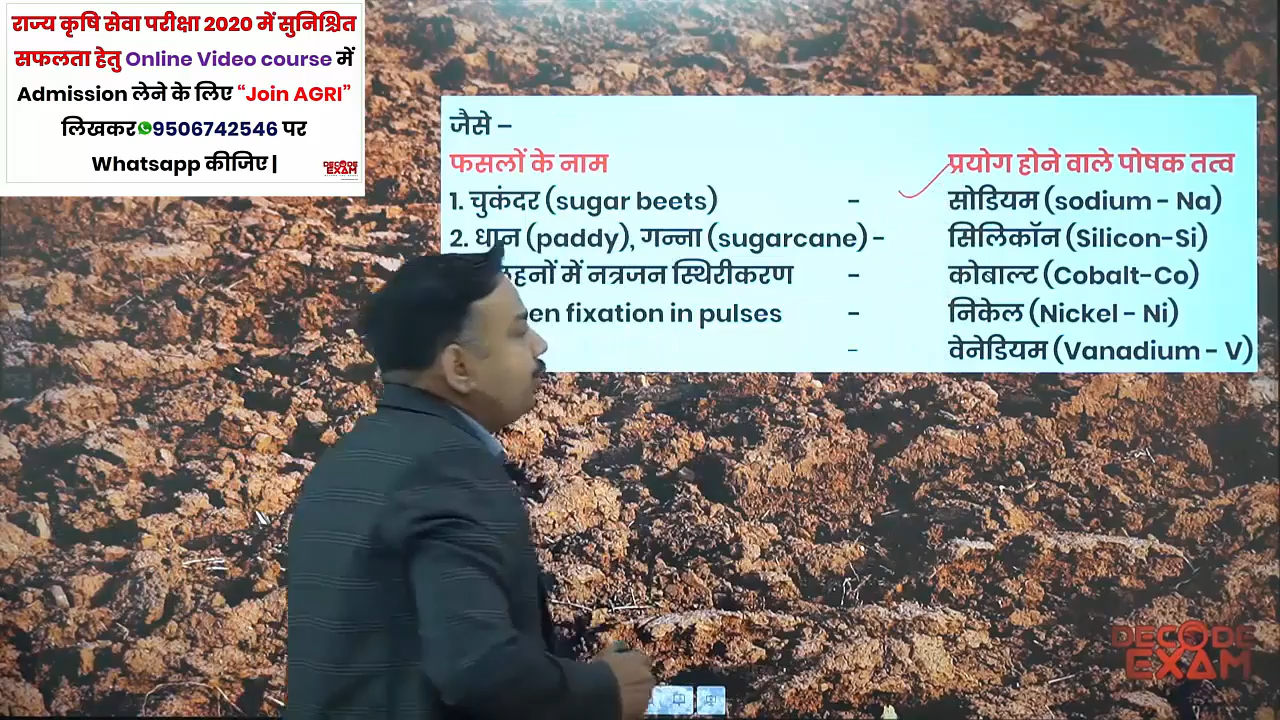 राज्य कृषि सेवा परीक्षा 2020 में सुनिश्चित
सफलता हेतु Online Video course में
Admission लेने के लिए “Join AGRI”
लिखकर 9506742546 पर
Whatsapp कीजिए |
DECODE
EXAM
जैसे –
फसलों के नाम प्रयोग होने वाले पोषक तत्व
1. चुकंदर (sugar beets) – सोडियम (sodium – Na)
2. धान (paddy), गन्ना (sugarcane) – सिलिकॉन (Silicon-Si)
में नत्रजन स्थिरीकरण – कोबाल्ट (Cobalt-Co)
fixation in pulses – निकेल (Nickel – Ni)
– वेनेडियम (Vanadium – V)
DECODE
EXAM